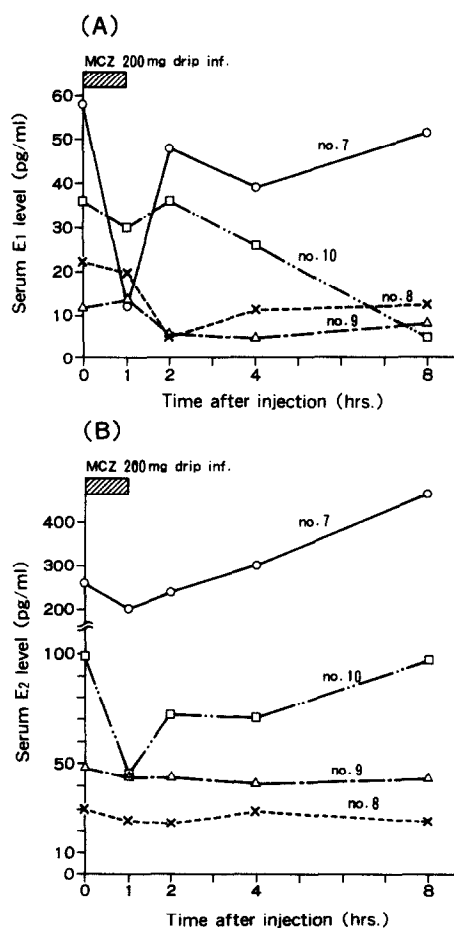 (A)
MCZ 200mg drip inf.
Serum E1 level (pg/ml)
60
50
40
30
20
10
0
no.7
no.10
no.8
no.9
0 1 2 4 8
Time after injection (hrs.)
(B)
MCZ 200mg drip inf.
Serum E2 level (pg/ml)
400
300
200
100
50
10
0
no.7
no.10
no.9
no.8
0 1 2 4 8
Time after injection (hrs.)